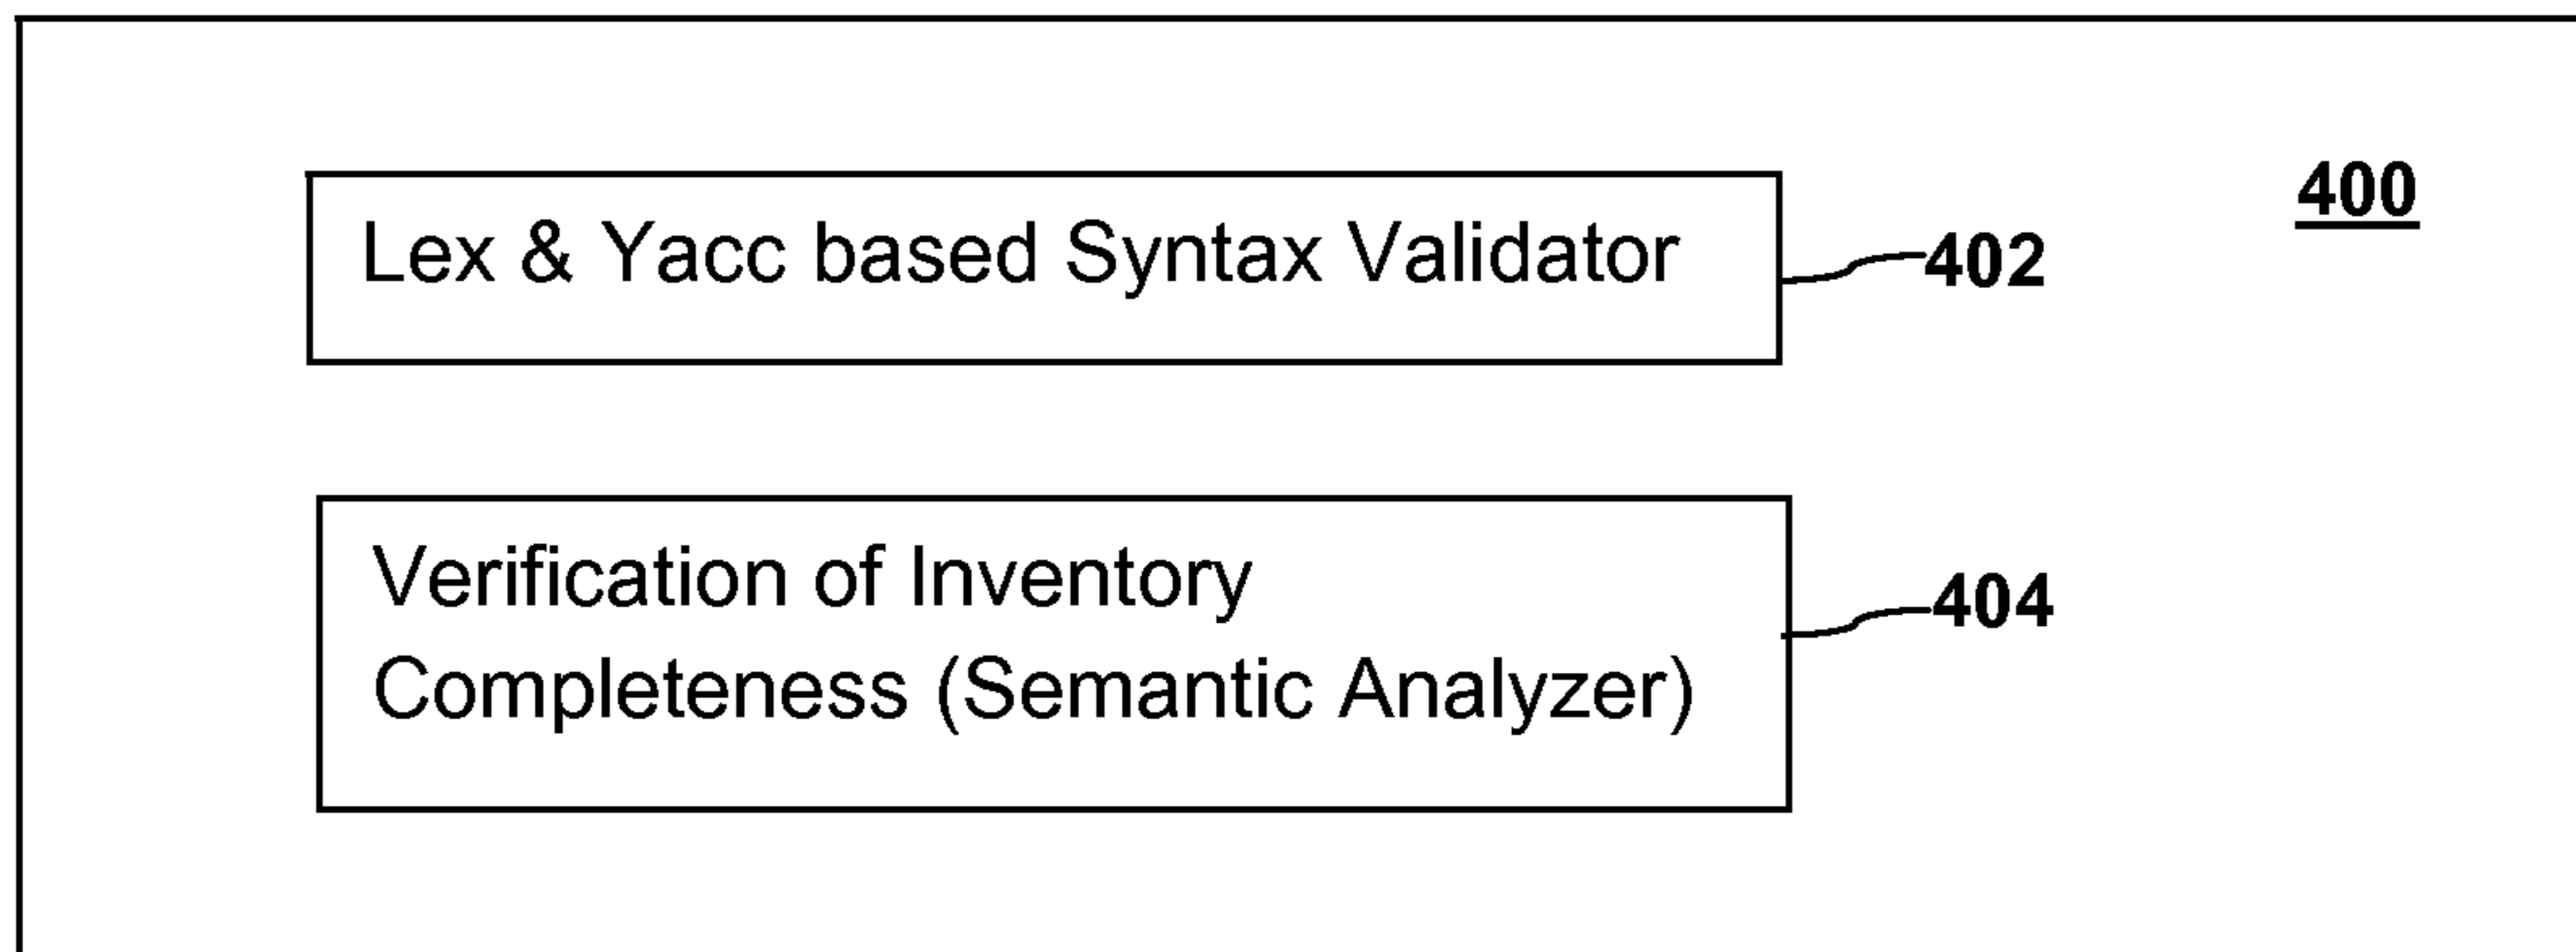 400
Lex & Yacc based Syntax Validator
402
Verification of Inventory
Completeness (Semantic Analyzer)
404